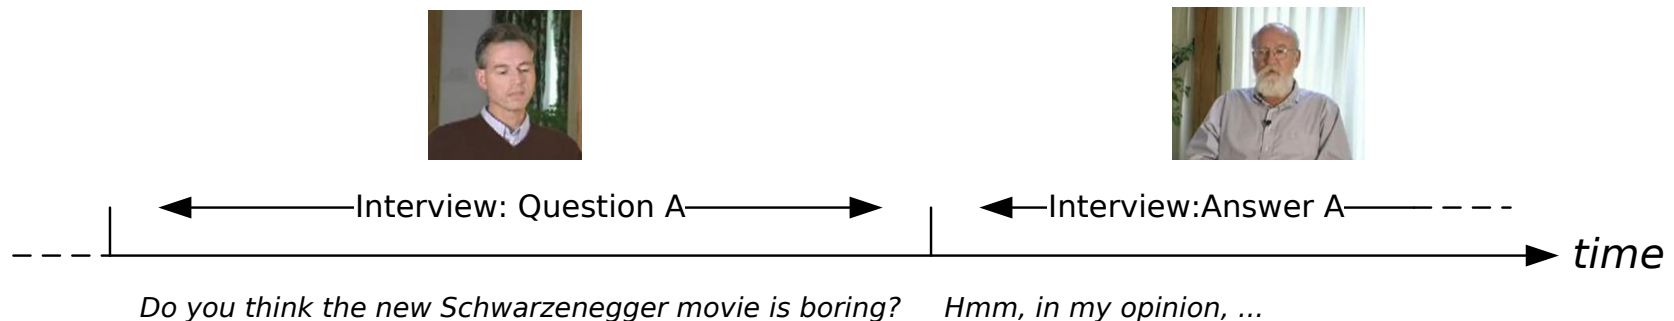 Interview: Question A
Interview:Answer A
time
Do you think the new Schwarzenegger movie is boring?
Hmm, in my opinion, ...